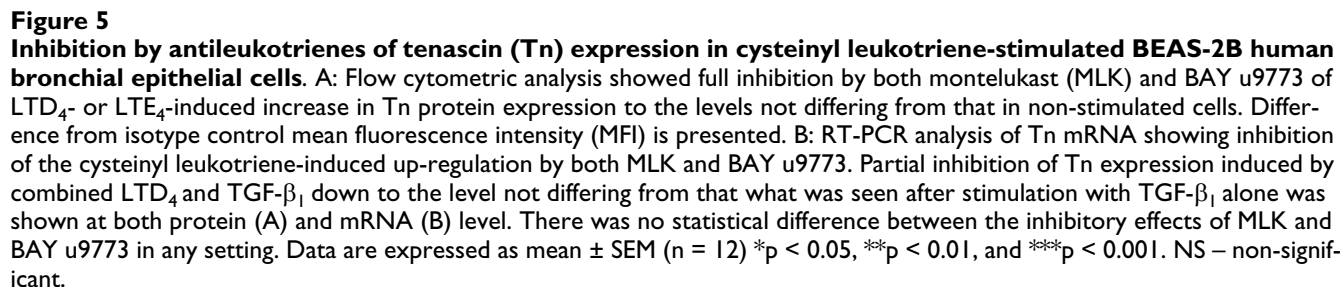 Figure 5
Inhibition by antileukotrienes of tenascin (Tn) expression in cysteinyl leukotriene-stimulated BEAS-2B human
bronchial epithelial cells. A: Flow cytometric analysis showed full inhibition by both montelukast (MLK) and BAY u9773 of
LTD₄- or LTE₄-induced increase in Tn protein expression to the levels not differing from that in non-stimulated cells. Differ-
ence from isotype control mean fluorescence intensity (MFI) is presented. B: RT-PCR analysis of Tn mRNA showing inhibition
of the cysteinyl leukotriene-induced up-regulation by both MLK and BAY u9773. Partial inhibition of Tn expression induced by
combined LTD₄ and TGF-β₁ down to the level not differing from that what was seen after stimulation with TGF-β₁ alone was
shown at both protein (A) and mRNA (B) level. There was no statistical difference between the inhibitory effects of MLK and
BAY u9773 in any setting. Data are expressed as mean ± SEM (n = 12) *p < 0.05, **p < 0.01, and ***p < 0.001. NS – non-signif-
icant.